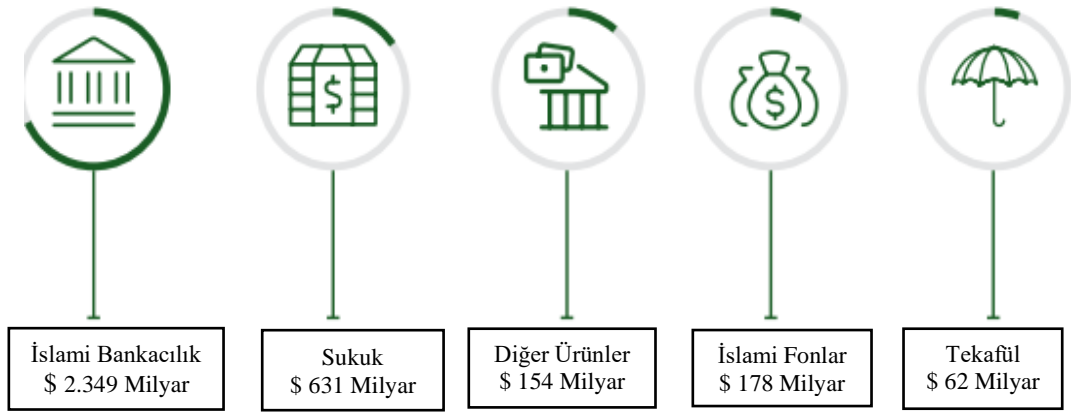 İslami Bankacılık
$ 2.349 Milyar
Sukuk
$ 631 Milyar
Diğer Ürünler
$ 154 Milyar
İslami Fonlar
$ 178 Milyar
Tekafül
$ 62 Milyar